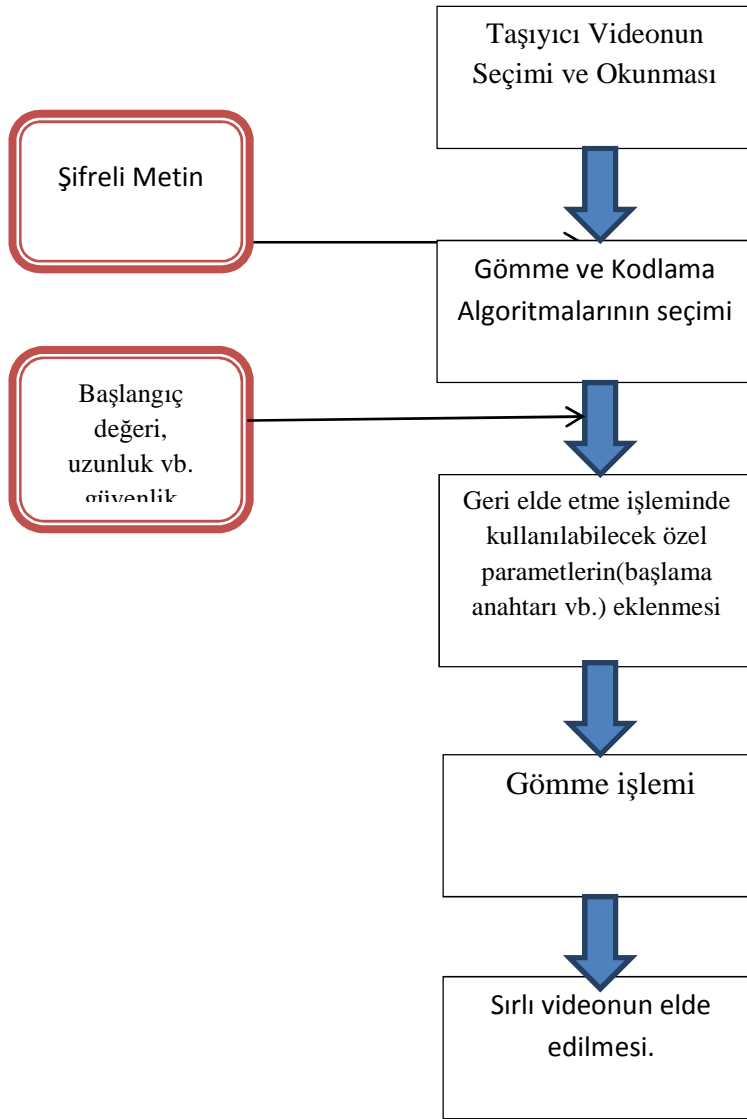 Taşıyıcı Videonun
Seçimi ve Okunması
Şifreli Metin
Gömme ve Kodlama
Algoritmalarının seçimi
Başlangıç
değeri,
uzunluk vb.
güvenlik
Geri elde etme işleminde
kullanılabilecek özel
parametlerin(başlama
anahtarı vb.) eklenmesi
Gömme işlemi
Sırlı videonun elde
edilmesi.